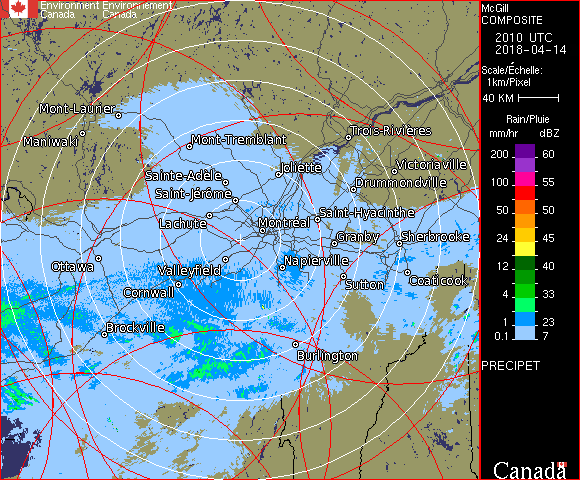 Environment Environnement
Canada Canada
McGill
COMPOSITE
2010 UTC
2018-04-14
Scale/Échelle:
1km/Pixel
40 KM
Rain/Pluie
mm/hr dBZ
200 60
100 55
50 50
24 45
12 40
4 33
1 23
0.1 7
PRECIPET
Canada
Mont-Laurier
Maniwaki
Mont-Tremblant
Trois-Rivières
Joliette
Victoriaville
Sainte-Adèle
Drummondville
Saint-Jérôme
Lachute
Saint-Hyacinthe
Montréal
Granby
Sherbrooke
Ottawa
Valleyfield
Napierville
Cornwall
Sutton
Coaticook
Brockville
Burlington